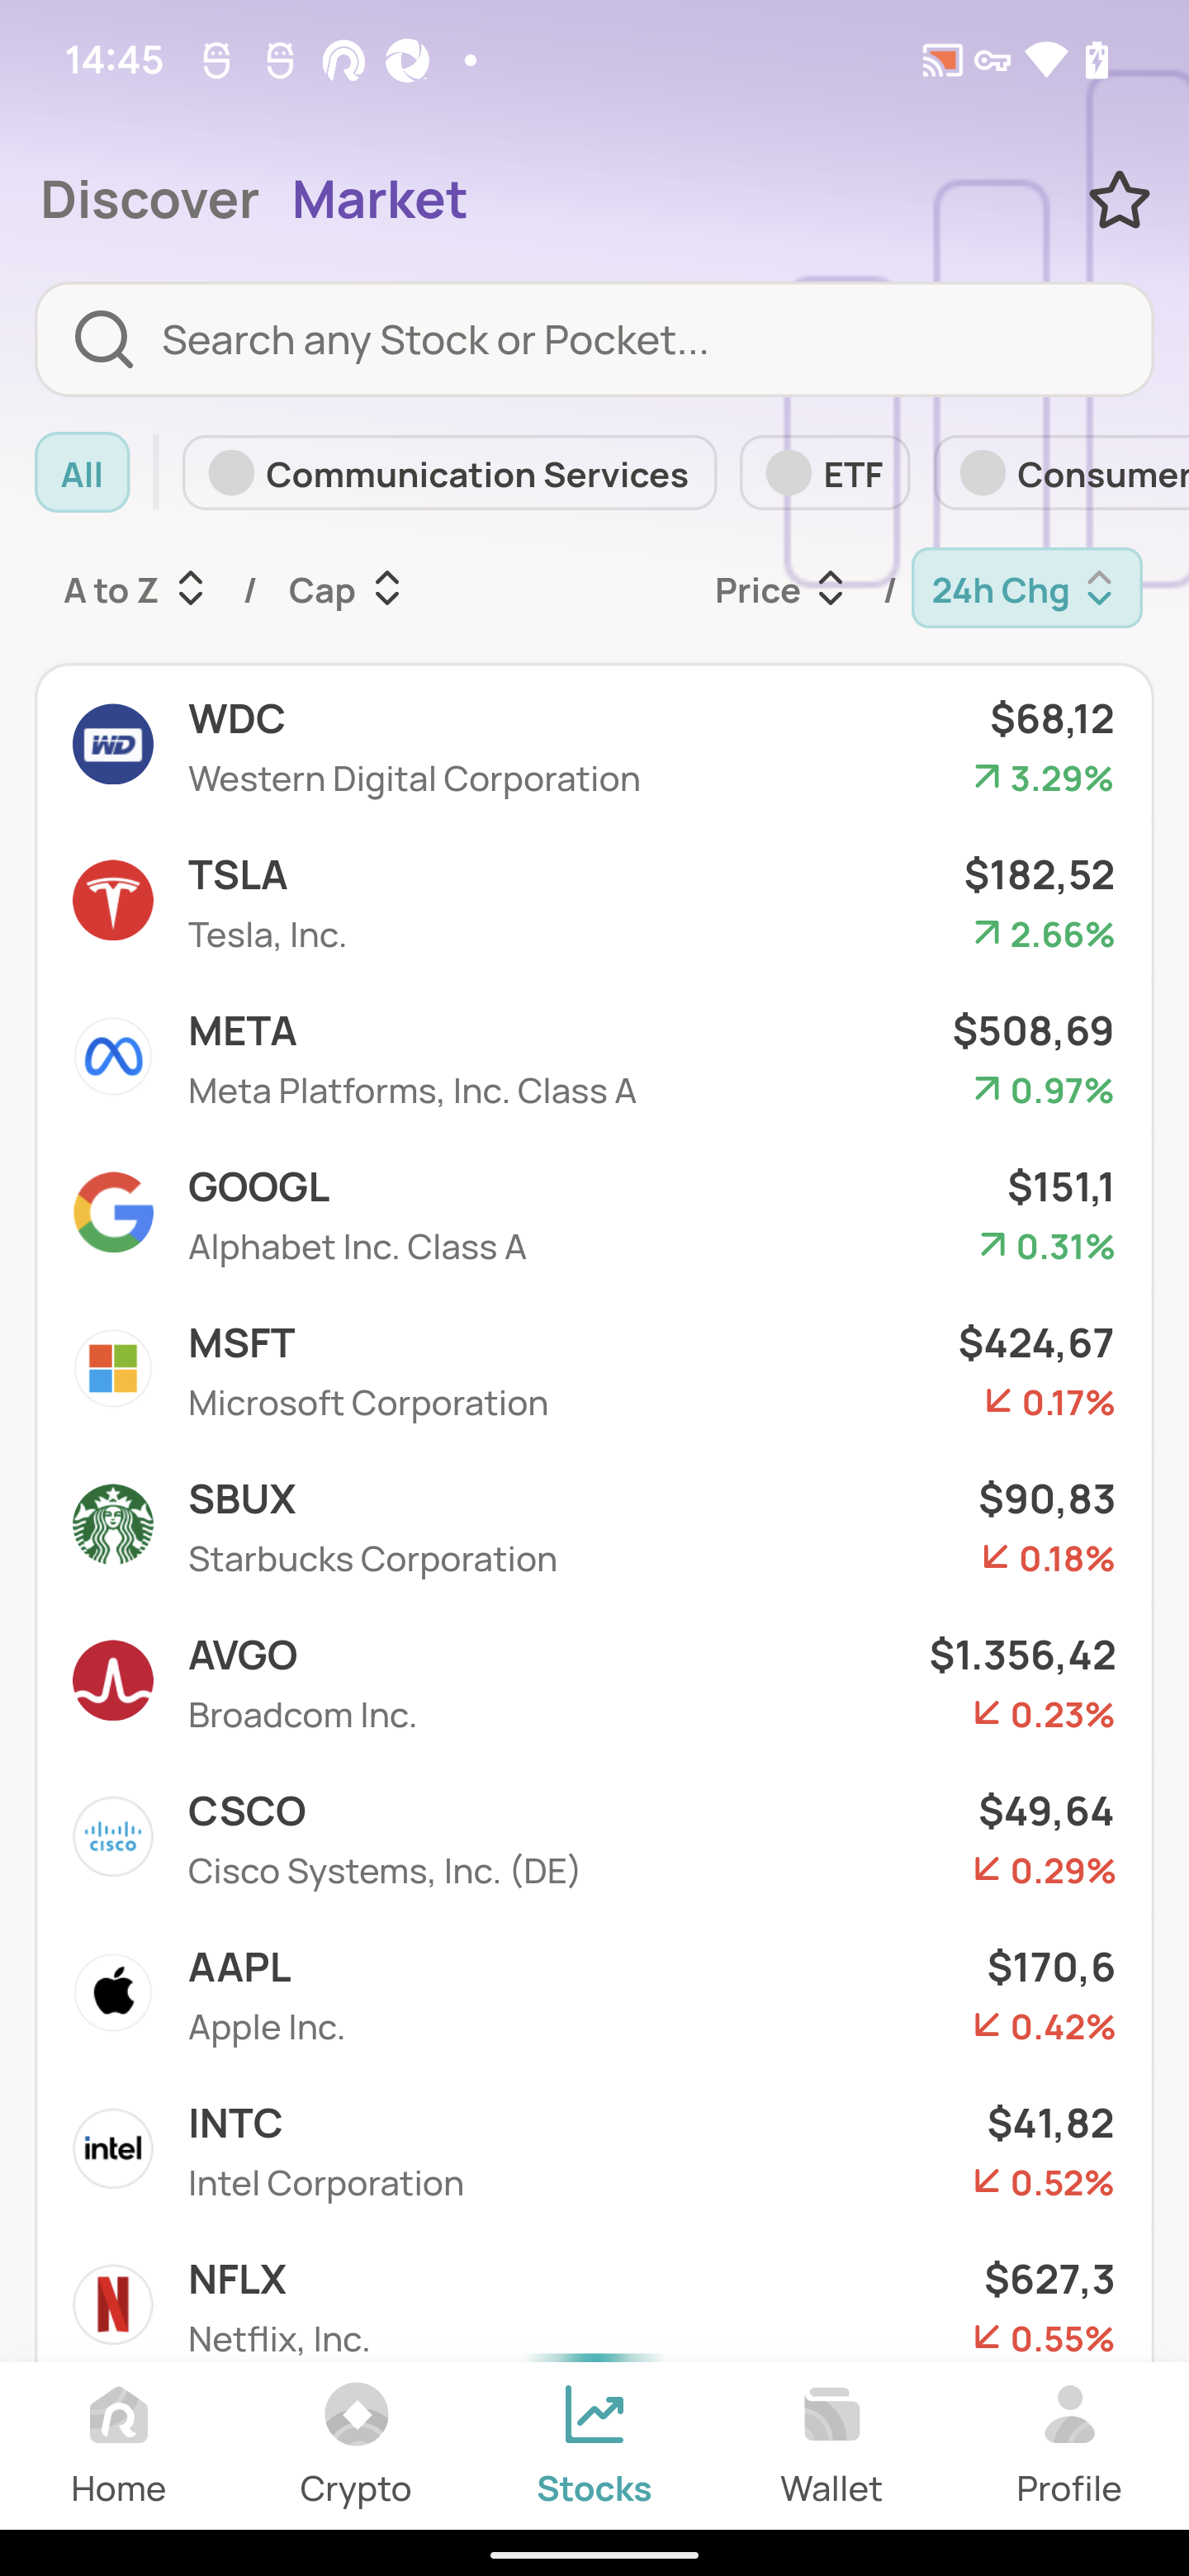 14:45
Discover Market
Search any Stock or Pocket...
All Communication Services ETF Consumer
A to Z / Cap Price / 24h Chg
WD WDC $68,12
Western Digital Corporation 3.29%
TSLA $182,52
Tesla, Inc. 2.66%
META $508,69
Meta Platforms, Inc. Class A 0.97%
GOOGL $151,1
Alphabet Inc. Class A 0.31%
MSFT $424,67
Microsoft Corporation 0.17%
SBUX $90,83
Starbucks Corporation 0.18%
AVGO $1.356,42
Broadcom Inc. 0.23%
CSCO $49,64
CISCO
Cisco Systems, Inc. (DE) 0.29%
AAPL $170,6
Apple Inc. 0.42%
INTC $41,82
intel
Intel Corporation 0.52%
NFLX $627,3
Netflix, Inc. 0.55%
Home Crypto Stocks Wallet Profile